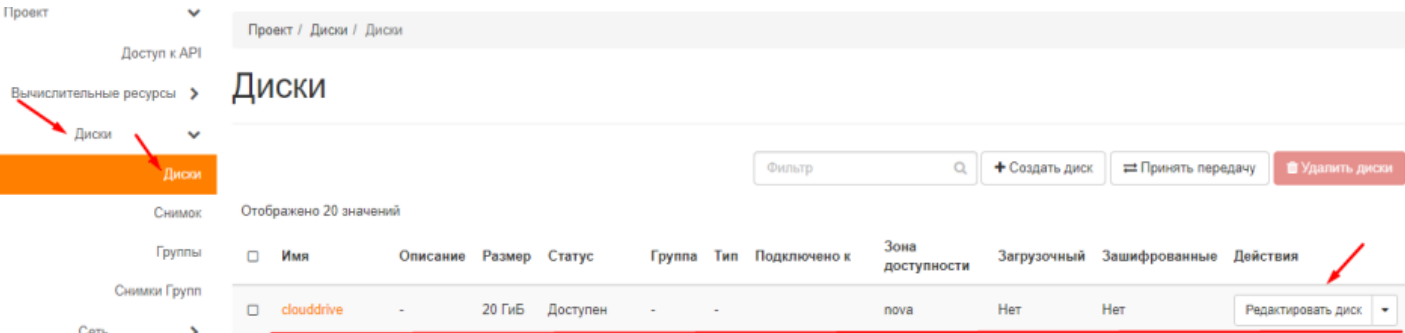 Проект
Доступ к API
Вычислительные ресурсы
Диски
Диски
Снимок
Группы
Снимки Групп
Сеть
Проект / Диски / Диски
Диски
Фильтр
Создать диск
Принять передачу
Удалить диски
Отображено 20 значений
Имя Описание Размер Статус Группа Тип Подключено к Зона доступности Загрузочный Зашифрованные Действия
clouddrive - 20 ГиБ Доступен - - nova Нет Нет Редактировать диск